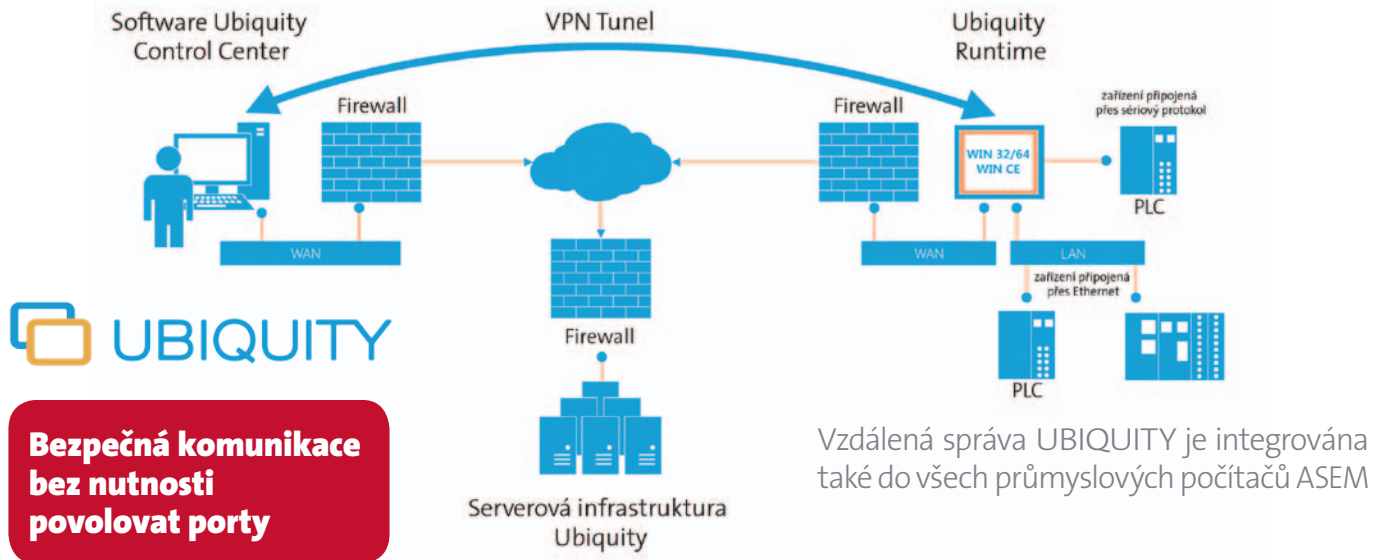 Software Ubiquity
Control Center
VPN Tunel
Ubiquity
Runtime
Firewall
Firewall
zařízení připojená
přes sériový protokol
WIN 32/64
WIN CE
PLC
WAN
WAN
LAN
zařízení připojená
přes Ethernet
Firewall
PLC
UBIQUITY
Bezpečná komunikace
bez nutnosti
povolovat porty
Serverová infrastruktura
Ubiquity
Vzdálená správa UBIQUITY je integrována
také do všech průmyslových počítačů ASEM